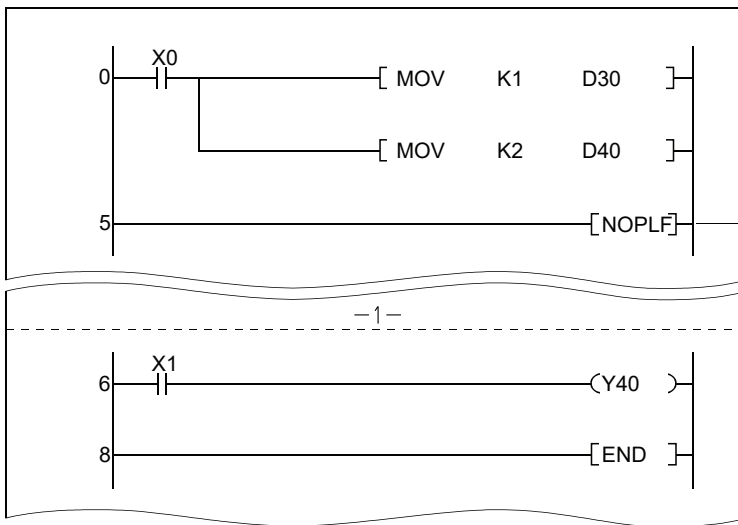 X0
0 MOV K1 D30
MOV K2 D40
5 NOPLF
-1-
X1
6 Y40
8 END